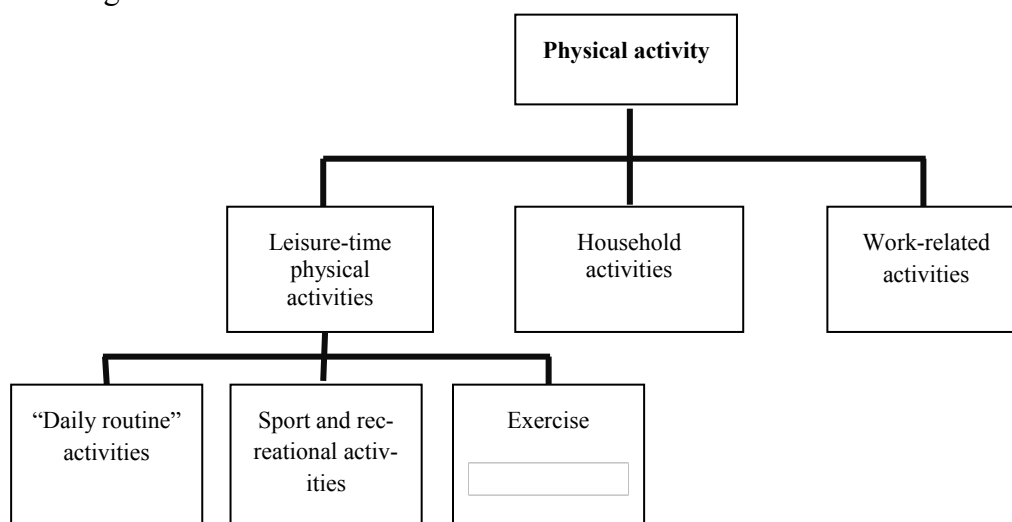 Physical activity
Leisure-time
physical
activities
Household
activities
Work-related
activities
“Daily routine”
activities
Sport and rec-
reational activ-
ities
Exercise